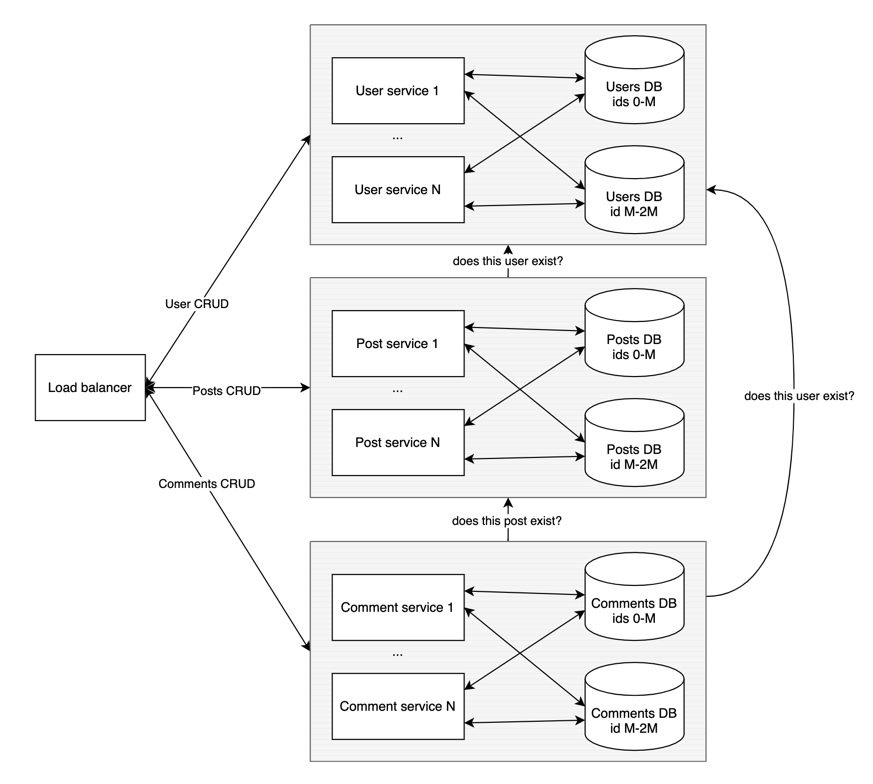 User service 1
Users DB
ids 0-M
...
User service N
Users DB
id M-2M
does this user exist?
User CRUD
Post service 1
Posts DB
ids 0-M
Load balancer
Posts CRUD
...
does this user exist?
Post service N
Posts DB
id M-2M
Comments CRUD
does this post exist?
Comment service 1
Comments DB
ids 0-M
...
Comment service N
Comments DB
id M-2M